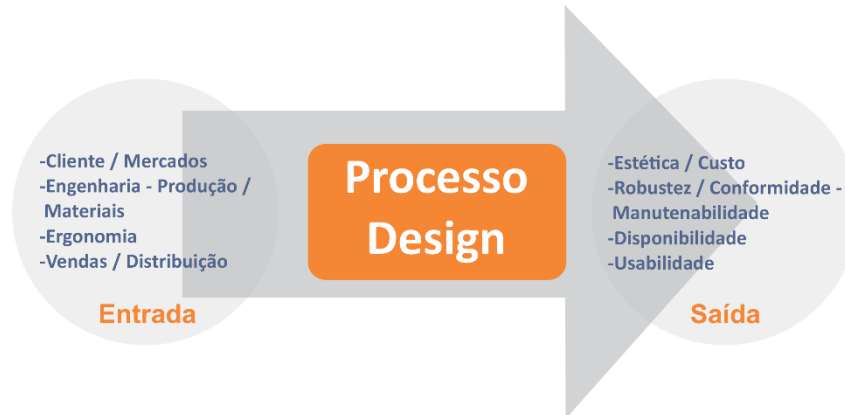 -Cliente / Mercados
-Engenharia - Produção /
Materiais
-Ergonomia
-Vendas / Distribuição
Entrada
Processo
Design
-Estética / Custo
-Robustez / Conformidade -
Manutenabilidade
-Disponibilidade
-Usabilidade
Saída